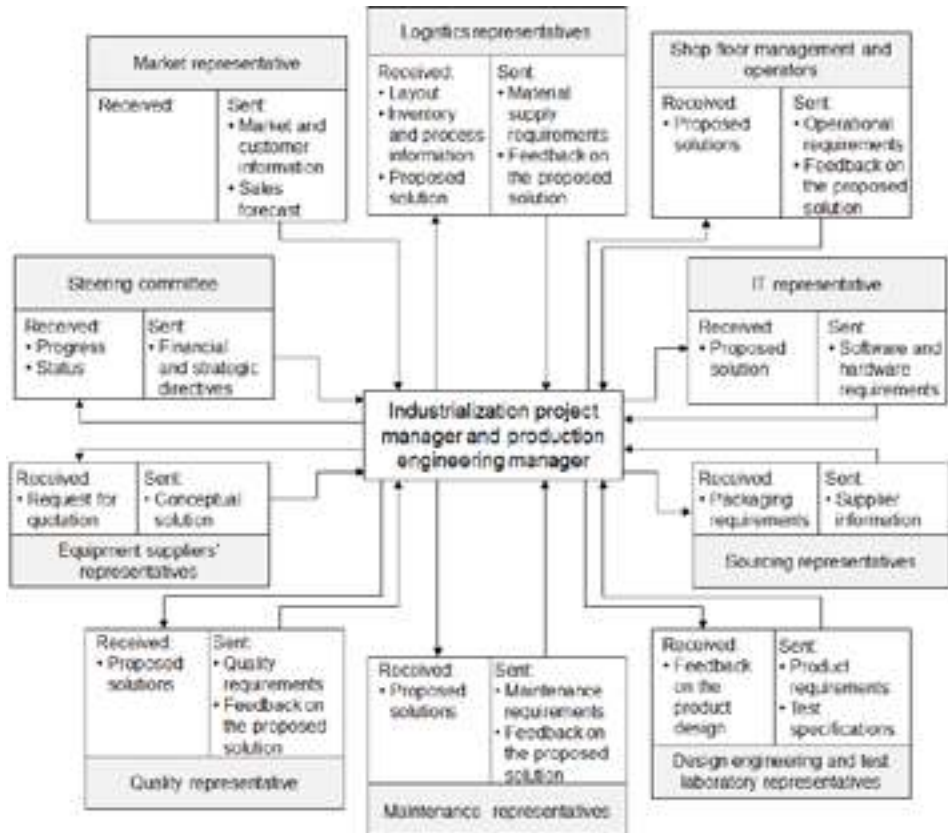 Market representative
Received:
Sent:
• Market and
customer
information
• Sales
forecast
Logistics representatives
Received:
• Layout
• Inventory
and process
information
• Proposed
solution
Sent:
• Material
supply
requirements
• Feedback on
the proposed
solution
Shop floor management and
operators
Received:
• Proposed
solutions
Sent:
• Operational
requirements
• Feedback on
the proposed
solution
Steering committee
Received:
• Progress
• Status
Sent:
• Financial
and strategic
directives
IT representative
Received:
• Proposed
solution
Sent:
• Software and
hardware
requirements
Industrialization project
manager and production
engineering manager
Received:
• Request for
quotation
Sent:
• Conceptual
solution
Equipment suppliers'
representatives
Received:
• Packaging
requirements
Sent:
• Supplier
information
Sourcing representatives
Received:
• Proposed
solutions
Sent:
• Quality
requirements
• Feedback on
the proposed
solution
Quality representative
Received:
• Proposed
solutions
Sent:
• Maintenance
requirements
• Feedback on
the proposed
solution
Maintenance representatives
Received:
• Feedback
on the
product
design
Sent:
• Product
requirements
• Test
specifications
Design engineering and test
laboratory representatives